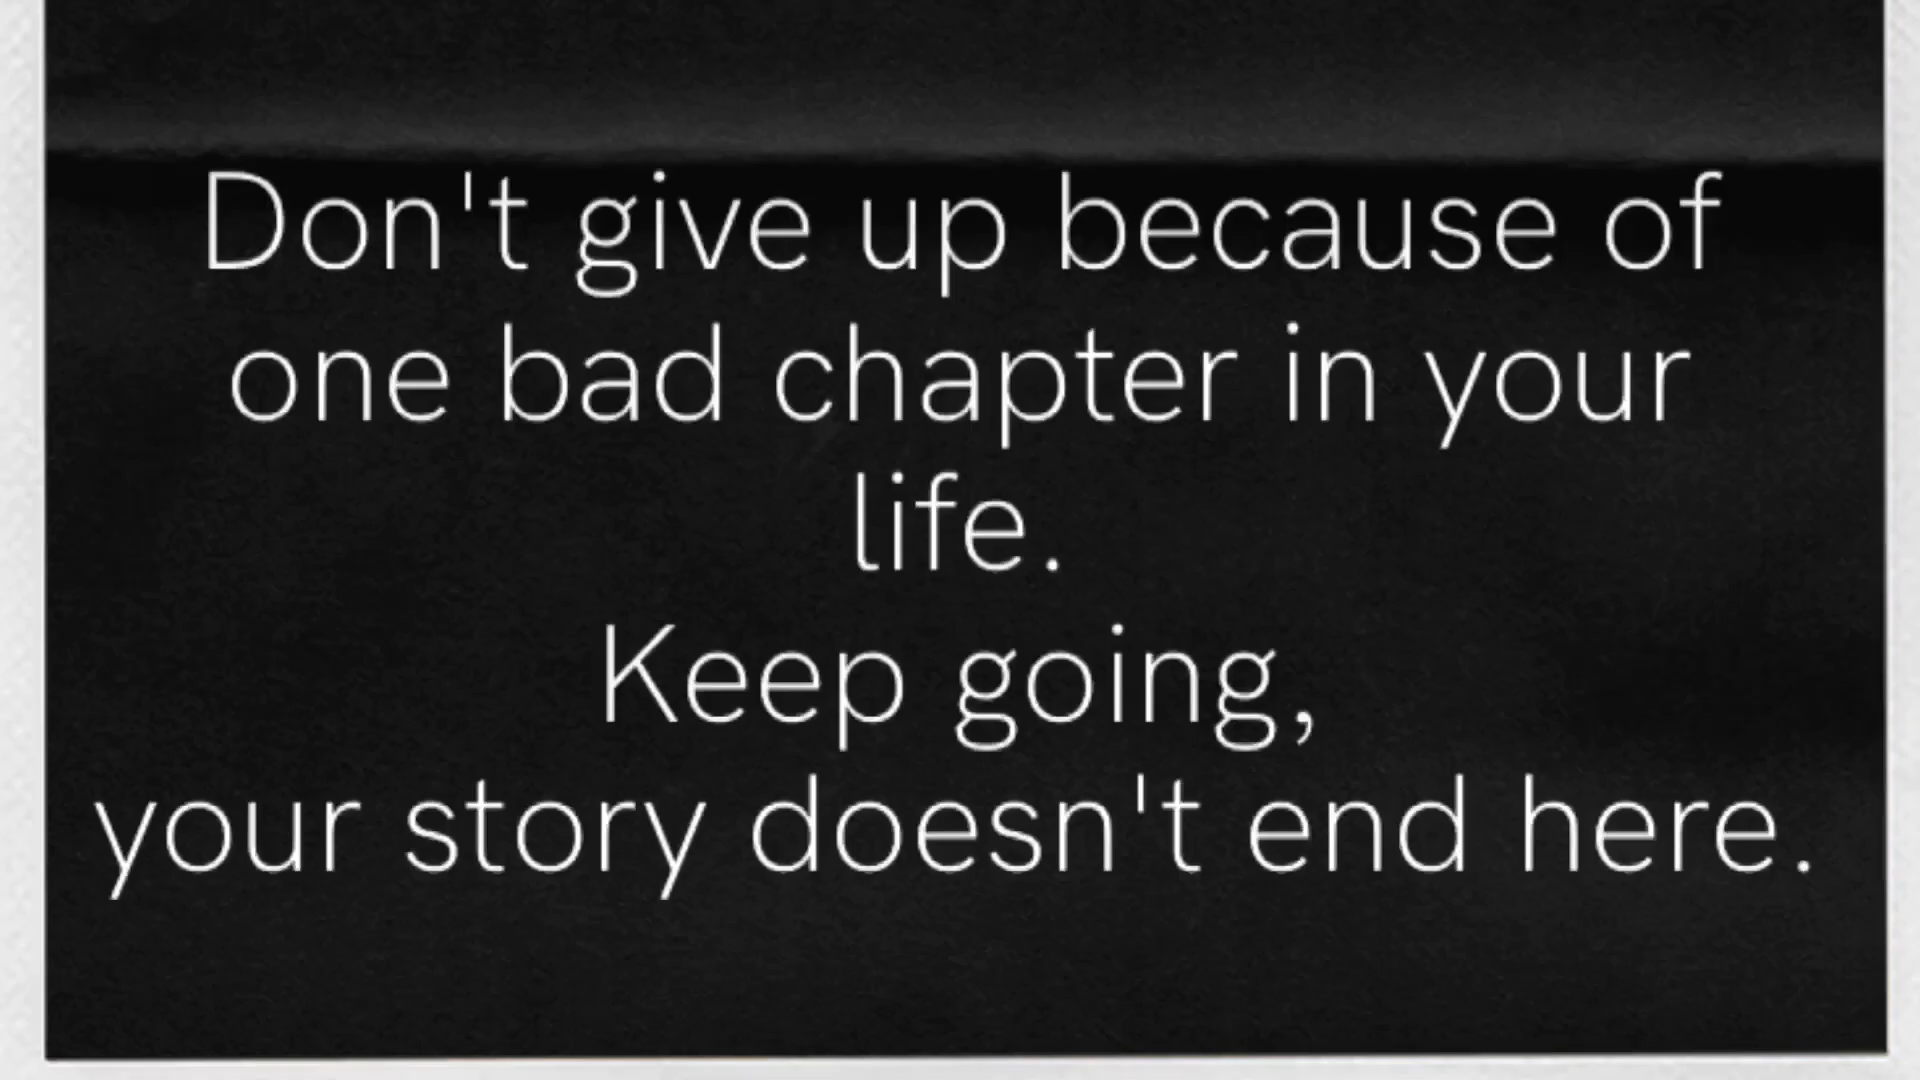 Don't give up because of
one bad chapter in your
life.
Keep going,
your story doesn't end here.